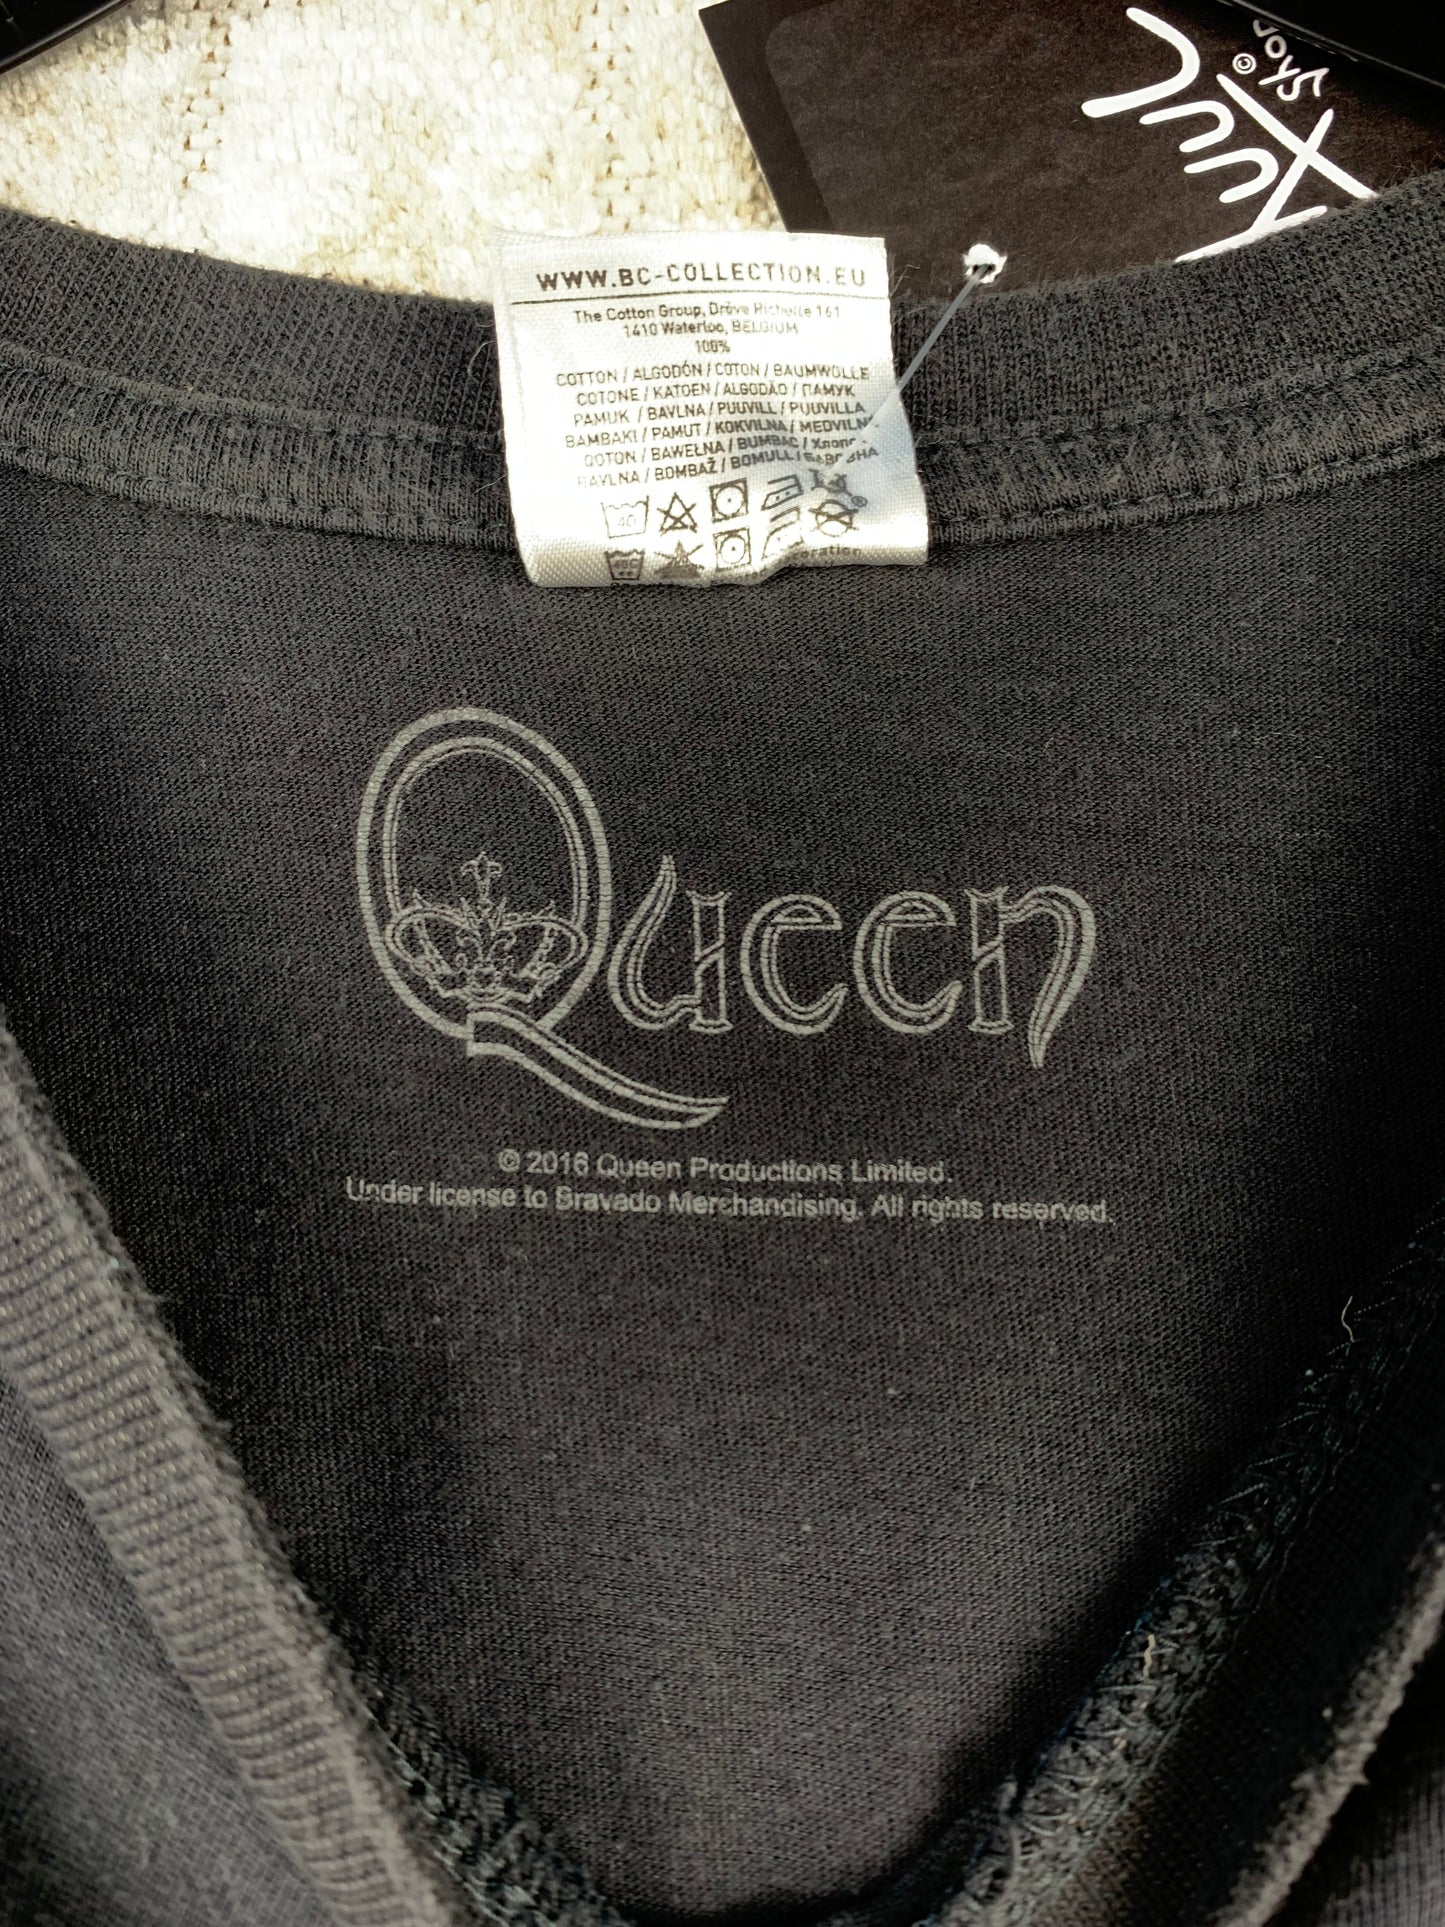 WWW.BC-COLLECTION.EU
The Cotton Group, Drève Richelle 161
1410 Waterloo, BELGIUM
100%
COTTON / ALGODÓN / COTON / BAUMWOLLE
COTONE / KATOEN / ALGODÃO / ПАМУК
PAMUK / BAVLNA / PUUVILL / PUUVILLA
BAMBAKI / PAMUT / KOKVILNA / MEDVILN
QOTON / BAWEŁNA / BUMBAC /
BAVLNA / BOMBAŽ / BOMULL /
40
Queen
© 2016 Queen Productions Limited.
Under license to Bravado Merchandising. All rights reserved.
©